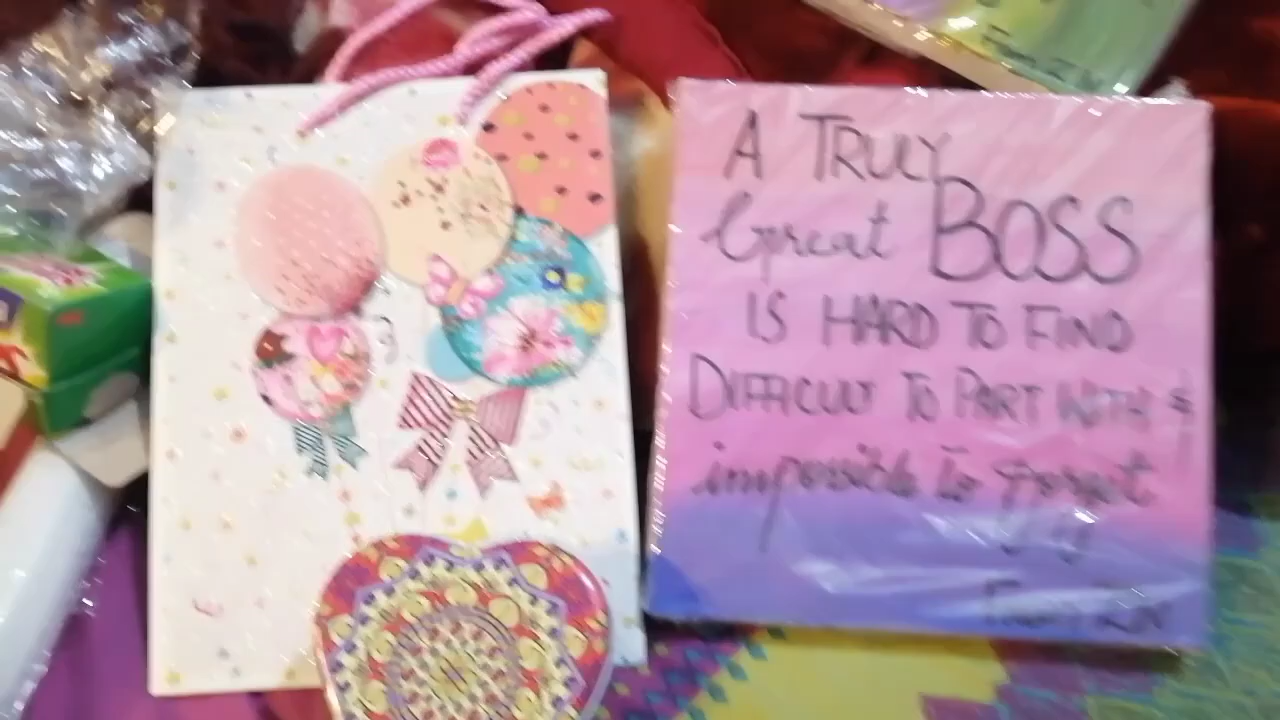 A TRULY
Great BOSS
IS HARD TO FIND
DIFFICULT TO PART WITH &
impossible to forget